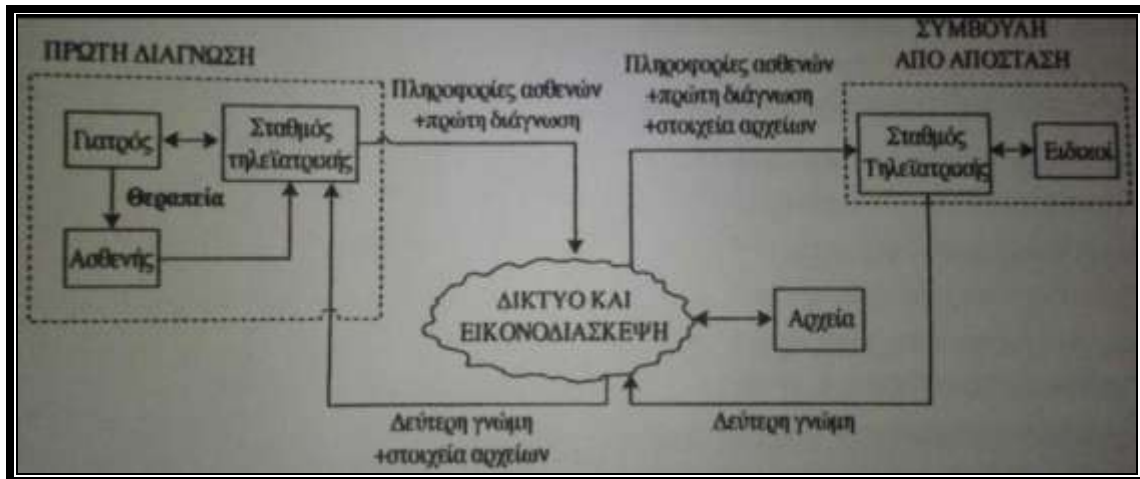 ΠΡΩΤΗ ΔΙΑΓΝΩΣΗ
Γιατρός
Σταθμός
τηλεϊατρικής
Θεραπεία
Ασθενής
Πληροφορίες ασθενών
+πρώτη διάγνωση
Πληροφορίες ασθενών
+πρώτη διάγνωση
+στοιχεία αρχείων
ΣΥΜΒΟΥΛΗ
ΑΠΟ ΑΠΟΣΤΑΣΗ
Σταθμός
Τηλεϊατρικής
Ειδικοί
ΔΙΚΤΥΟ ΚΑΙ
ΕΙΚΟΝΟΔΙΑΣΚΕΨΗ
Αρχεία
Δεύτερη γνώμη
+στοιχεία αρχείων
Δεύτερη γνώμη